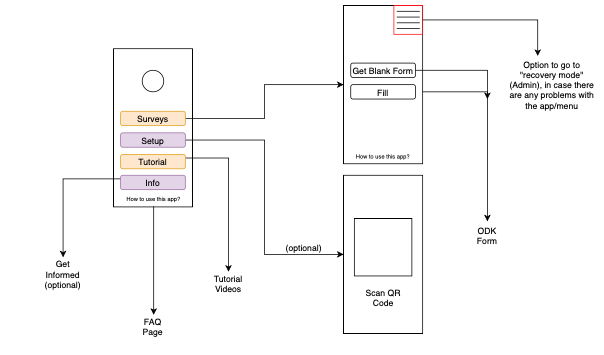 Surveys
Setup
Tutorial
Info
How to use this app?
Get
Informed
(optional)
FAQ
Page
Tutorial
Videos
(optional)
Get Blank Form
Fill
How to use this app?
Scan QR
Code
Option to go to
"recovery mode"
(Admin), in case there
are any problems with
the app/menu
ODK
Form